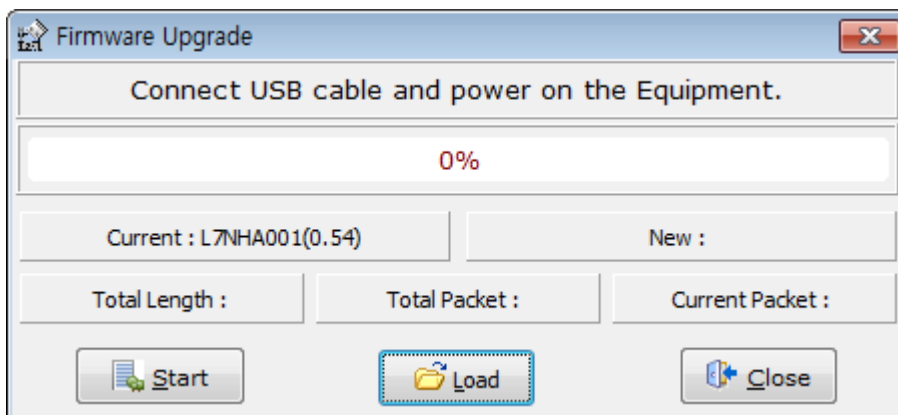 Firmware Upgrade
Connect USB cable and power on the Equipment.
0%
Current : L7NHA001(0.54)
New :
Total Length :
Total Packet :
Current Packet :
Start
Load
Close